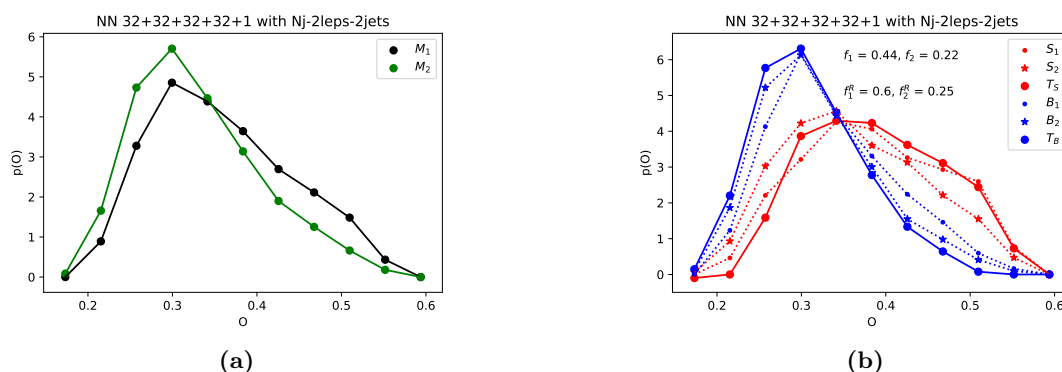 NN 32+32+32+32+1 with Nj-2leps-2jets
6
5
4
3
2
1
0
p(O)
M1
M2
0.2 0.3 0.4 0.5 0.6
O
(a)
NN 32+32+32+32+1 with Nj-2leps-2jets
6
5
4
3
2
1
0
p(O)
f1 = 0.44, f2 = 0.22
f1^R = 0.6, f2^R = 0.25
S1
S2
TS
B1
B2
TB
0.2 0.3 0.4 0.5 0.6
O
(b)